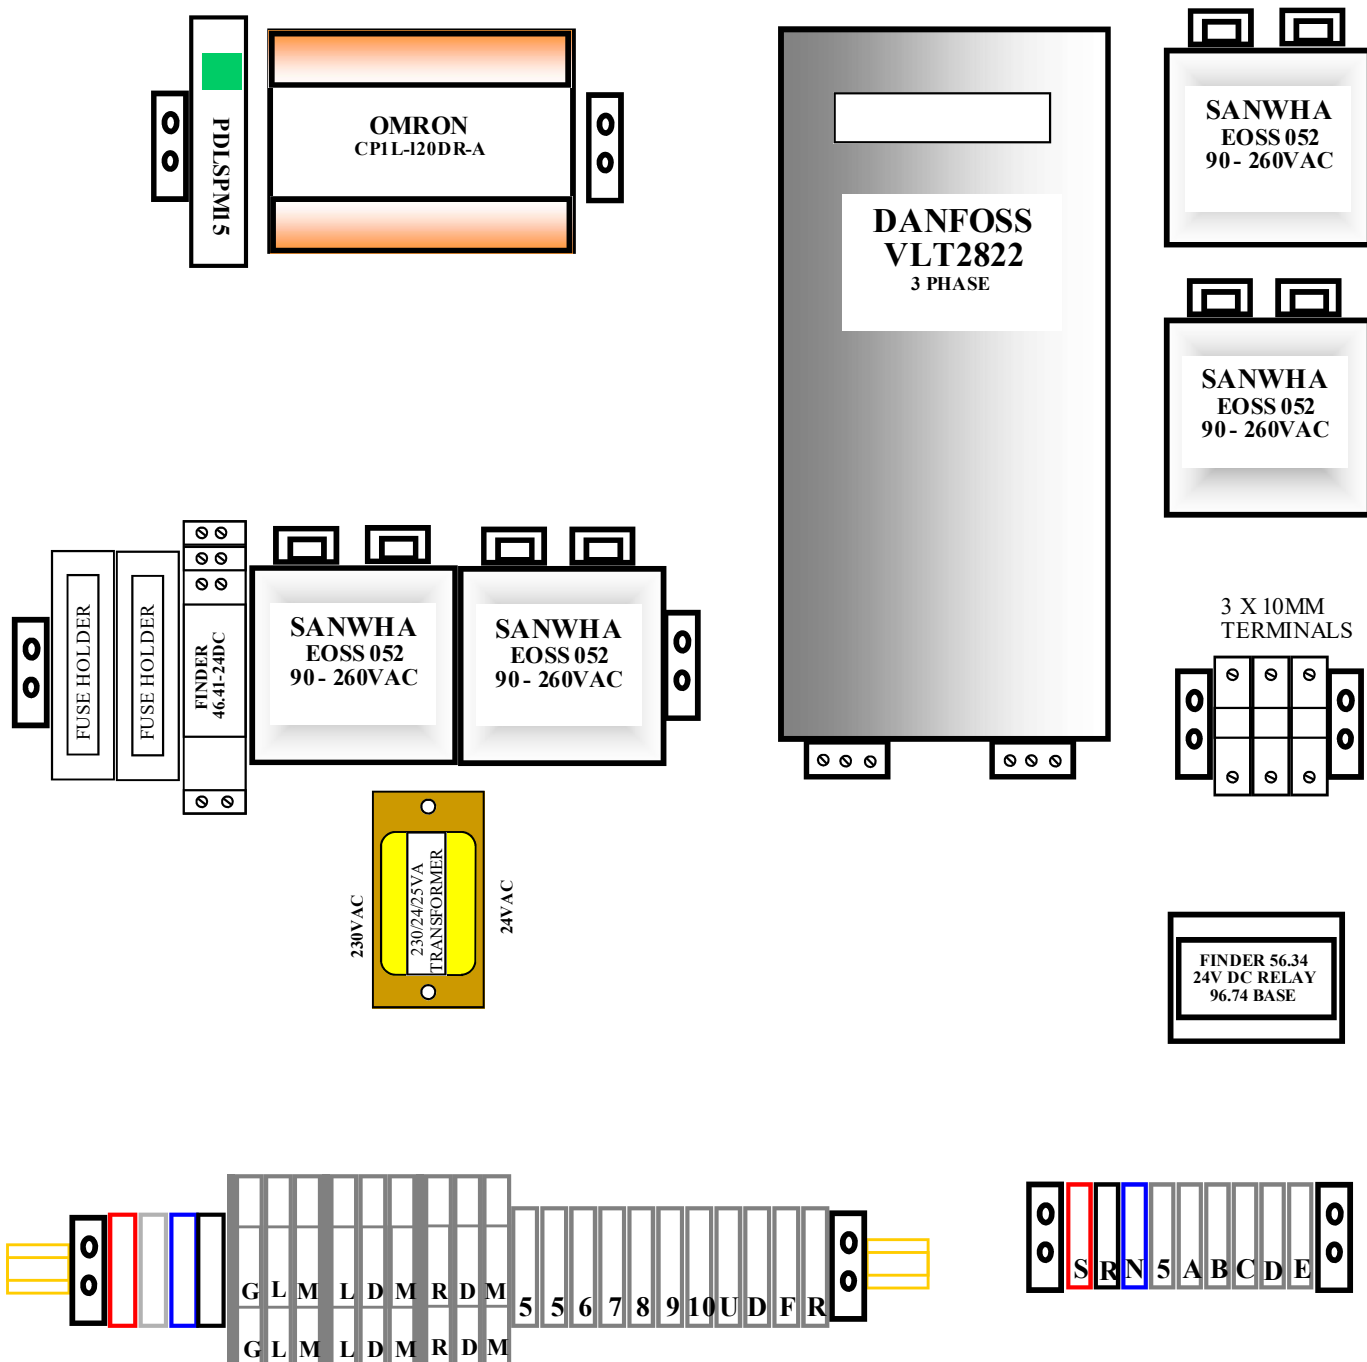 PDLSPM15
OMRON
CP1L-I20DR-A
DANFOSS
VLT2822
3 PHASE
SANWHA
EOSS 052
90 - 260VAC
SANWHA
EOSS 052
90 - 260VAC
FUSE HOLDER
FUSE HOLDER
FINDER
46.41-24DC
SANWHA
EOSS 052
90 - 260VAC
SANWHA
EOSS 052
90 - 260VAC
3 X 10MM
TERMINALS
230VAC
230/24/25VA
TRANSFORMER
24VAC
FINDER 56.34
24V DC RELAY
96.74 BASE
G L M L D M R D M
G L M L D M R D M
5 5 6 7 8 9 10 U D F R
S R N 5 A B C D E